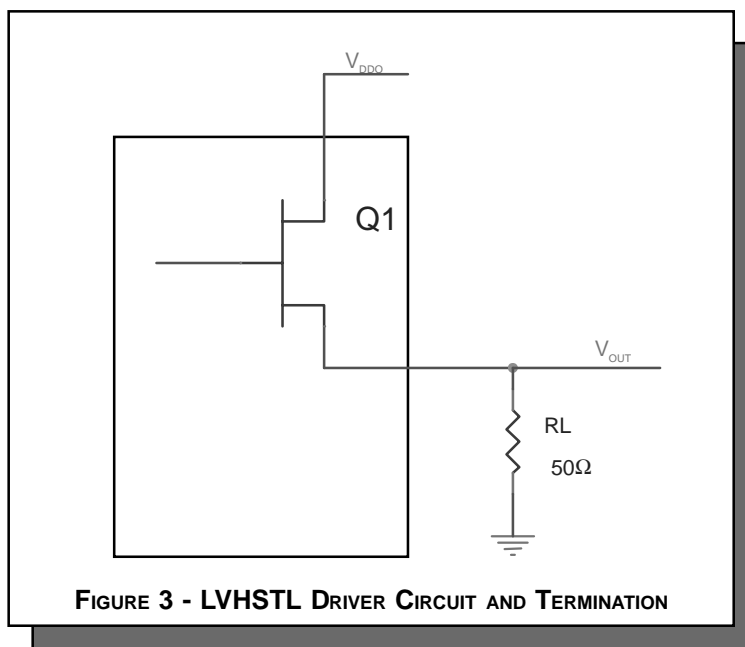 VDDO
Q1
VOUT
RL
50Ω
FIGURE 3 - LVHSTL DRIVER CIRCUIT AND TERMINATION